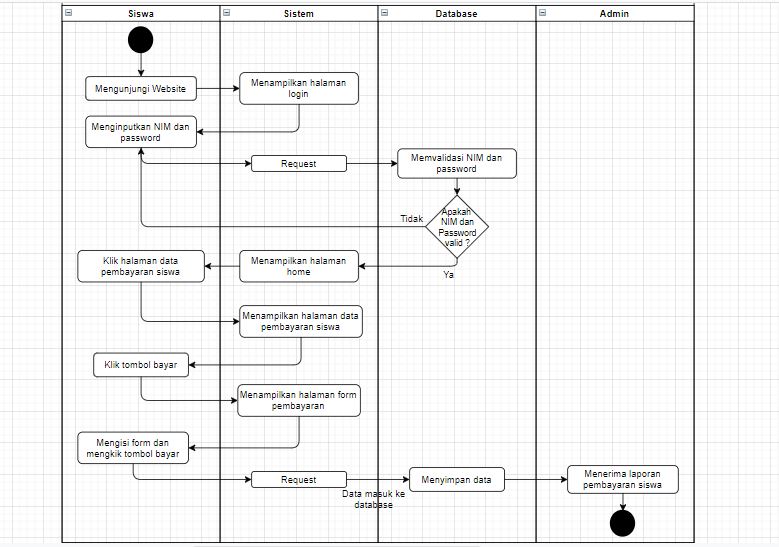 Siswa
Sistem
Database
Admin
Mengunjungi Website
Menampilkan halaman
login
Menginputkan NIM dan
password
Request
Memvalidasi NIM dan
password
Apakah
NIM dan
Password
valid ?
Tidak
Ya
Menampilkan halaman
home
Klik halaman data
pembayaran siswa
Menampilkan halaman data
pembayaran siswa
Klik tombol bayar
Menampilkan halaman form
pembayaran
Mengisi form dan
mengkik tombol bayar
Request
Data masuk ke
database
Menyimpan data
Menerima laporan
pembayaran siswa